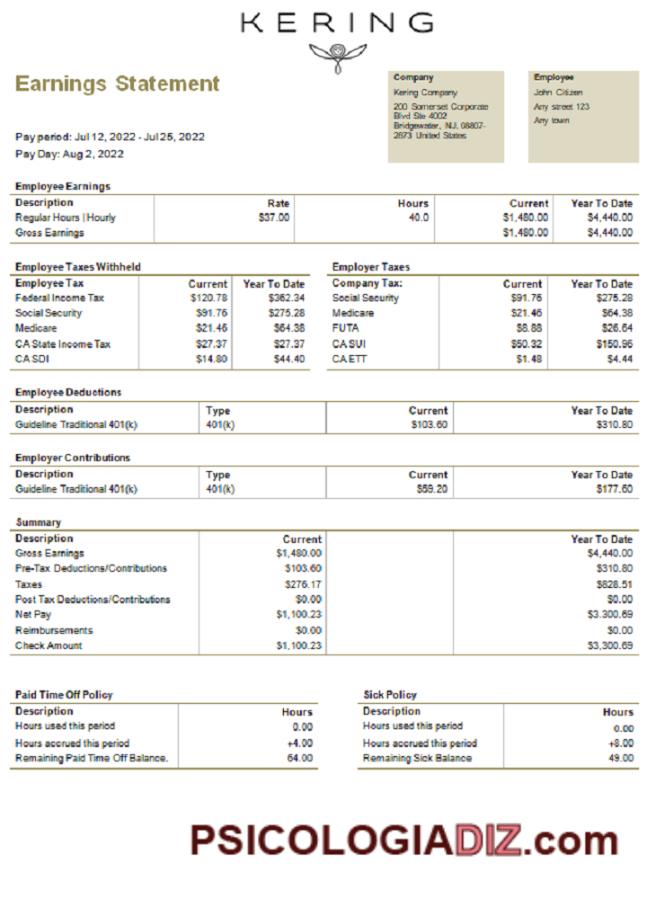 KERING
Earnings Statement
Company
Kering Company
200 Somerset Corporate
Blvd Ste 4002
Bridgewater, NJ, 08807-
2873 United States
Employee
John Citizen
Any street 123
Any town
Pay period: Jul 12, 2022 - Jul 25, 2022
Pay Day: Aug 2, 2022
Employee Earnings
Description Rate Hours Current Year To Date
Regular Hours | Hourly $37.00 40.0 $1,480.00 $4,440.00
Gross Earnings $1,480.00 $4,440.00
Employee Taxes Withheld
Employee Tax Current Year To Date
Federal Income Tax $120.78 $362.34
Social Security $91.76 $275.28
Medicare $21.46 $64.38
CA State Income Tax $27.37 $27.37
CA SDI $14.80 $44.40
Employer Taxes
Company Tax: Current Year To Date
Social Security $91.76 $275.28
Medicare $21.46 $64.38
FUTA $8.88 $26.64
CA SUI $50.32 $150.96
CA ETT $1.48 $4.44
Employee Deductions
Description Type Current Year To Date
Guideline Traditional 401(k) 401(k) $103.60 $310.80
Employer Contributions
Description Type Current Year To Date
Guideline Traditional 401(k) 401(k) $59.20 $177.60
Summary
Description Current Year To Date
Gross Earnings $1,480.00 $4,440.00
Pre-Tax Deductions/Contributions $103.60 $310.80
Taxes $276.17 $828.51
Post Tax Deductions/Contributions $0.00 $0.00
Net Pay $1,100.23 $3.300.69
Reimbursements $0.00 $0.00
Check Amount $1,100.23 $3,300.69
Paid Time Off Policy
Description Hours
Hours used this period 0.00
Hours accrued this period +4.00
Remaining Paid Time Off Balance. 64.00
Sick Policy
Description Hours
Hours used this period 0.00
Hours accrued this period +8.00
Remaining Sick Balance 49.00
PSICOLOGIADIZ.com